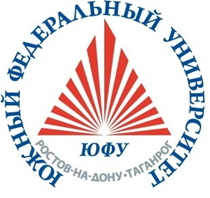 ЮЖНЫЙ ФЕДЕРАЛЬНЫЙ УНИВЕРСИТЕТ
ЮФУ
РОСТОВ-НА-ДОНУ•ТАГАНРОГ